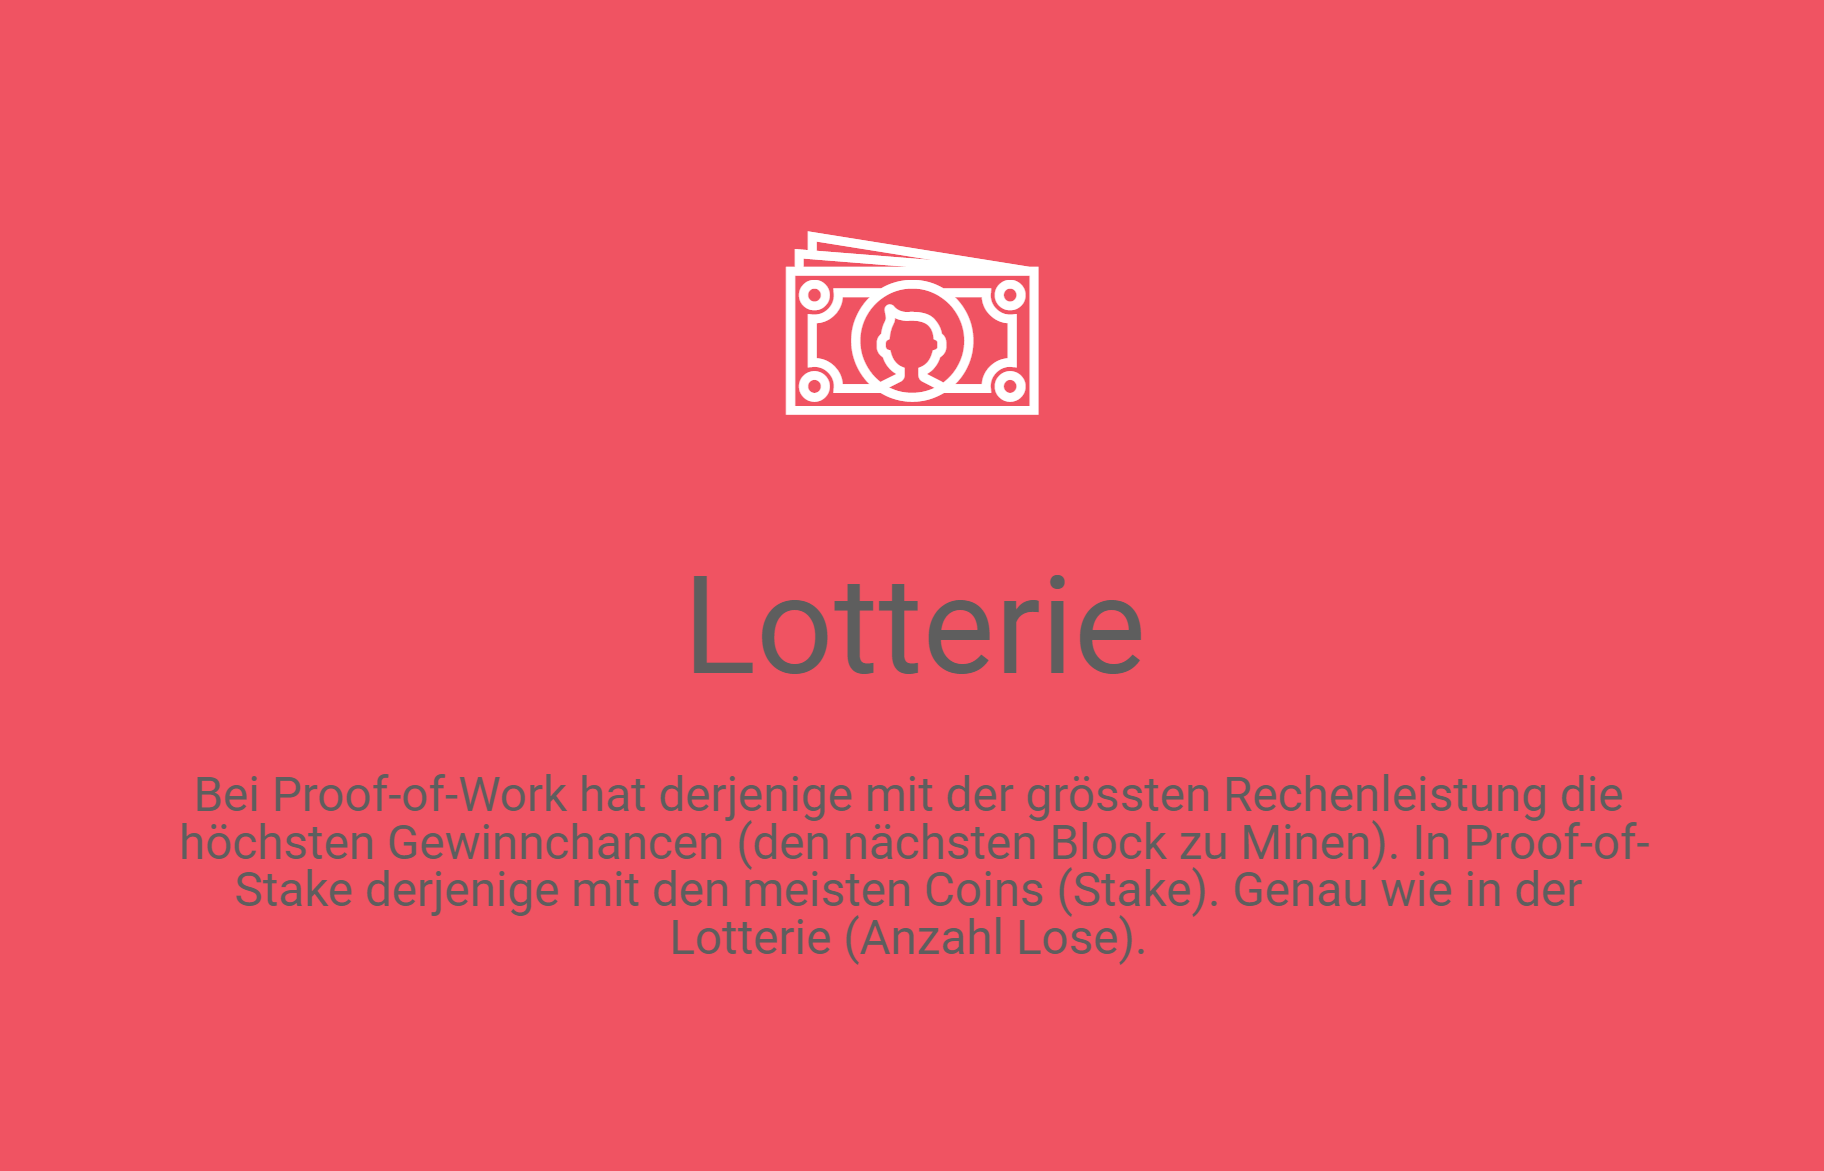 Lotterie
Bei Proof-of-Work hat derjenige mit der grössten Rechenleistung die
höchsten Gewinnchancen (den nächsten Block zu Minen). In Proof-of-
Stake derjenige mit den meisten Coins (Stake). Genau wie in der
Lotterie (Anzahl Lose).